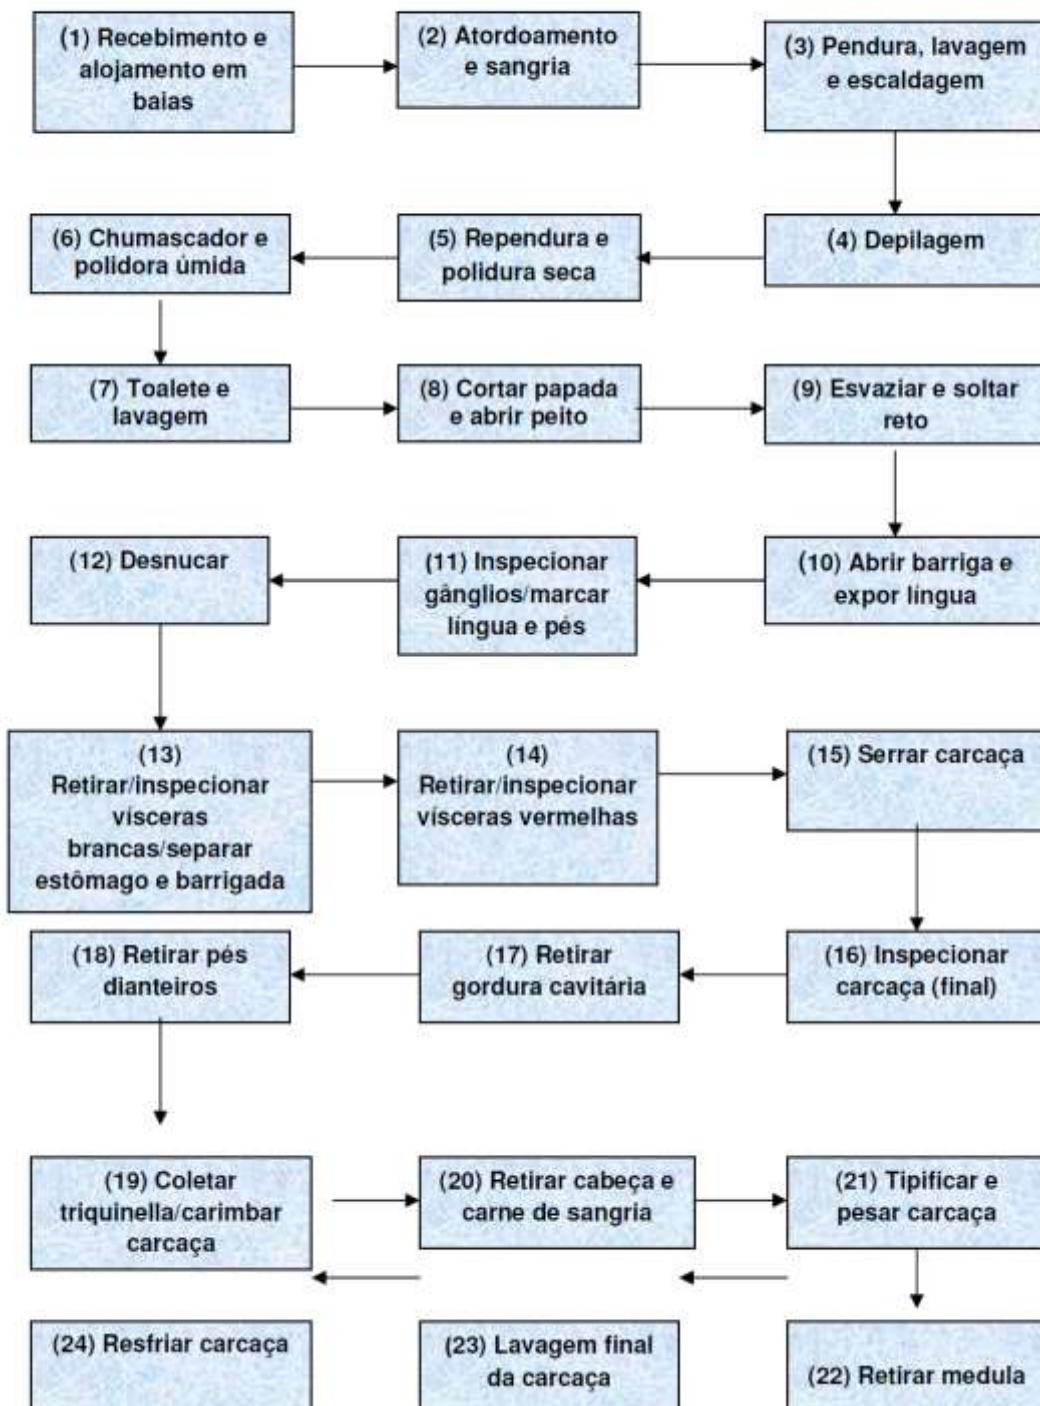 (1) Recebimento e
alojamento em
baias
(2) Atordoamento
e sangria
(3) Pendura, lavagem
e escaldagem
(4) Depilagem
(5) Rependura e
polidura seca
(6) Chumascador e
polidora úmida
(7) Toalete e
lavagem
(8) Cortar papada
e abrir peito
(9) Esvaziar e soltar
reto
(10) Abrir barriga e
expor língua
(11) Inspecionar
gânglios/marcar
língua e pés
(12) Desnucar
(13)
Retirar/inspecionar
vísceras
brancas/separar
estômago e barrigada
(14)
Retirar/inspecionar
vísceras vermelhas
(15) Serrar carcaça
(16) Inspecionar
carcaça (final)
(17) Retirar
gordura cavitária
(18) Retirar pés
dianteiros
(19) Coletar
triquinella/carimbar
carcaça
(20) Retirar cabeça e
carne de sangria
(21) Tipificar e
pesar carcaça
(22) Retirar medula
(23) Lavagem final
da carcaça
(24) Resfriar carcaça